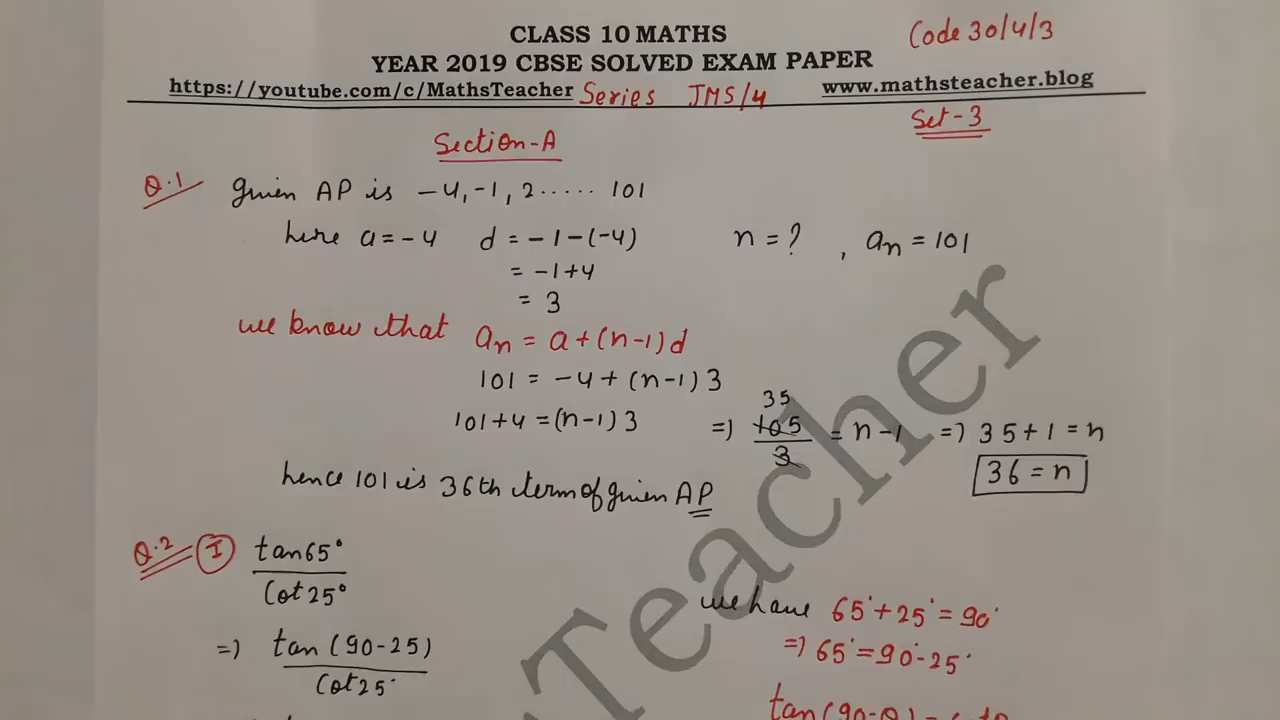 CLASS 10 MATHS
Code 30/4/3
YEAR 2019 CBSE SOLVED EXAM PAPER
https://youtube.com/c/MathsTeacher Series JMS/4 www.mathsteacher.blog
Set-3
Section-A
Q.1 given AP is -4, -1, 2 ..... 101
here a = -4 d = -1-(-4) n = ? , an = 101
= -1+4
= 3
we know that an = a+(n-1)d
101 = -4+(n-1)3
101+4 = (n-1)3 => 105/3 = n-1 => 35+1 = n
35
36 = n
hence 101 is 36th term of given AP
Q.2 I tan65°/Cot25°
we have 65°+25°=90°
=> tan(90-25)/Cot25° => 65°=90°-25°
Teacher